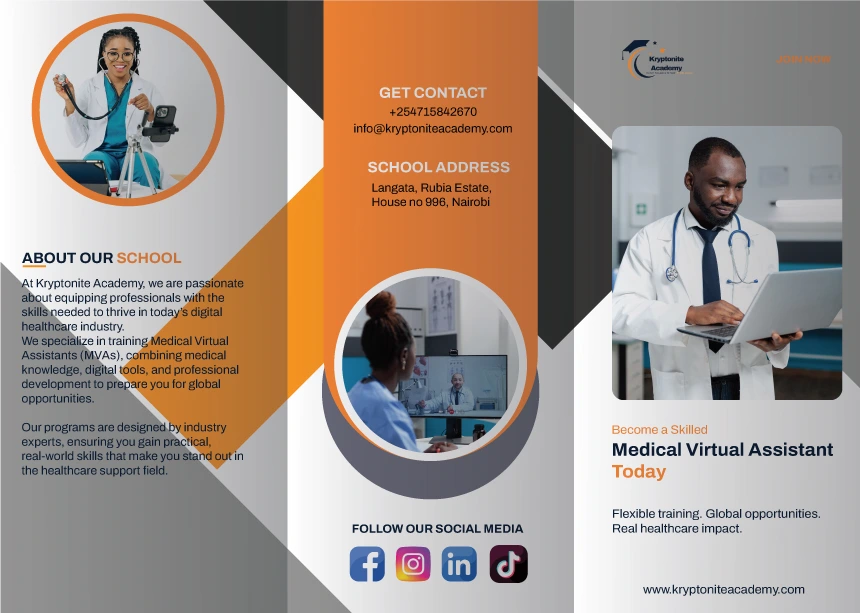 ABOUT OUR SCHOOL
At Kryptonite Academy, we are passionate
about equipping professionals with the
skills needed to thrive in today's digital
healthcare industry.
We specialize in training Medical Virtual
Assistants (MVAs), combining medical
knowledge, digital tools, and professional
development to prepare you for global
opportunities.
Our programs are designed by industry
experts, ensuring you gain practical,
real-world skills that make you stand out in
the healthcare support field.
GET CONTACT
+254715842670
info@kryptoniteacademy.com
SCHOOL ADDRESS
Langata, Rubia Estate,
House no 996, Nairobi
FOLLOW OUR SOCIAL MEDIA
f
in
Kryptonite
Academy
JOIN NOW
Become a Skilled
Medical Virtual Assistant
Today
Flexible training. Global opportunities.
Real healthcare impact.
www.kryptoniteacademy.com